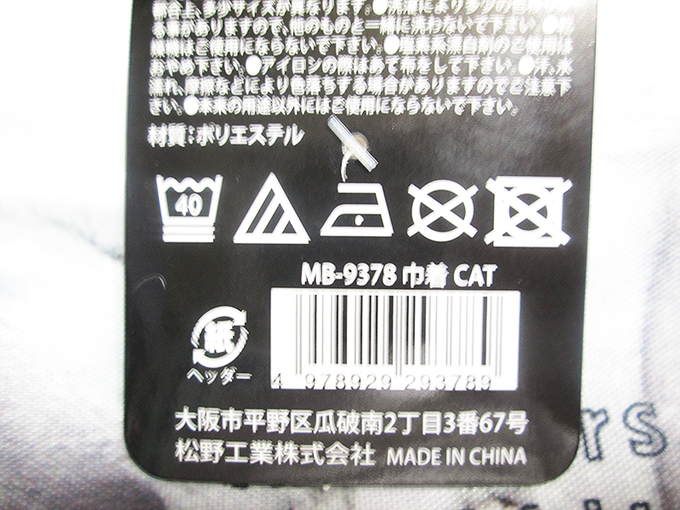 都合上、多少サイズが異なります。●洗濯により多少の色移り
る事がありますので、他のものと一緒に洗わないで下さい。●乾
燥機はご使用にならないで下さい。●塩素系漂白剤のご使用は
おやめ下さい。●アイロンの際はあて布をして下さい。●汗、水
濡れ、摩擦などにより色落ちする場合がありますのでご注意下
さい。●本来の用途以外にはご使用にならないで下さい。
材質：ポリエステル
40
MB-9378 巾着 CAT
紙
ヘッダー
4 978929 293789
大阪市平野区瓜破南2丁目3番67号
松野工業株式会社 MADE IN CHINA
rs